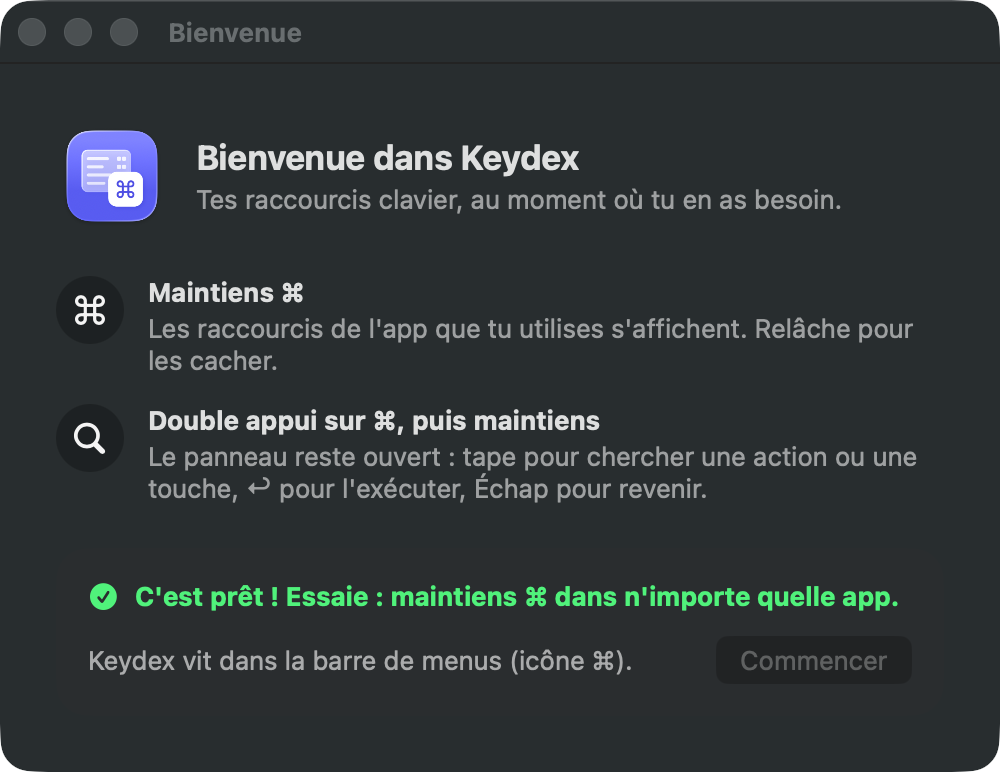 Bienvenue
Bienvenue dans Keydex
Tes raccourcis clavier, au moment où tu en as besoin.
Maintiens ⌘
Les raccourcis de l'app que tu utilises s'affichent. Relâche pour
les cacher.
Double appui sur ⌘, puis maintiens
Le panneau reste ouvert : tape pour chercher une action ou une
touche, ↩ pour l'exécuter, Échap pour revenir.
C'est prêt ! Essaie : maintiens ⌘ dans n'importe quelle app.
Keydex vit dans la barre de menus (icône ⌘).
Commencer